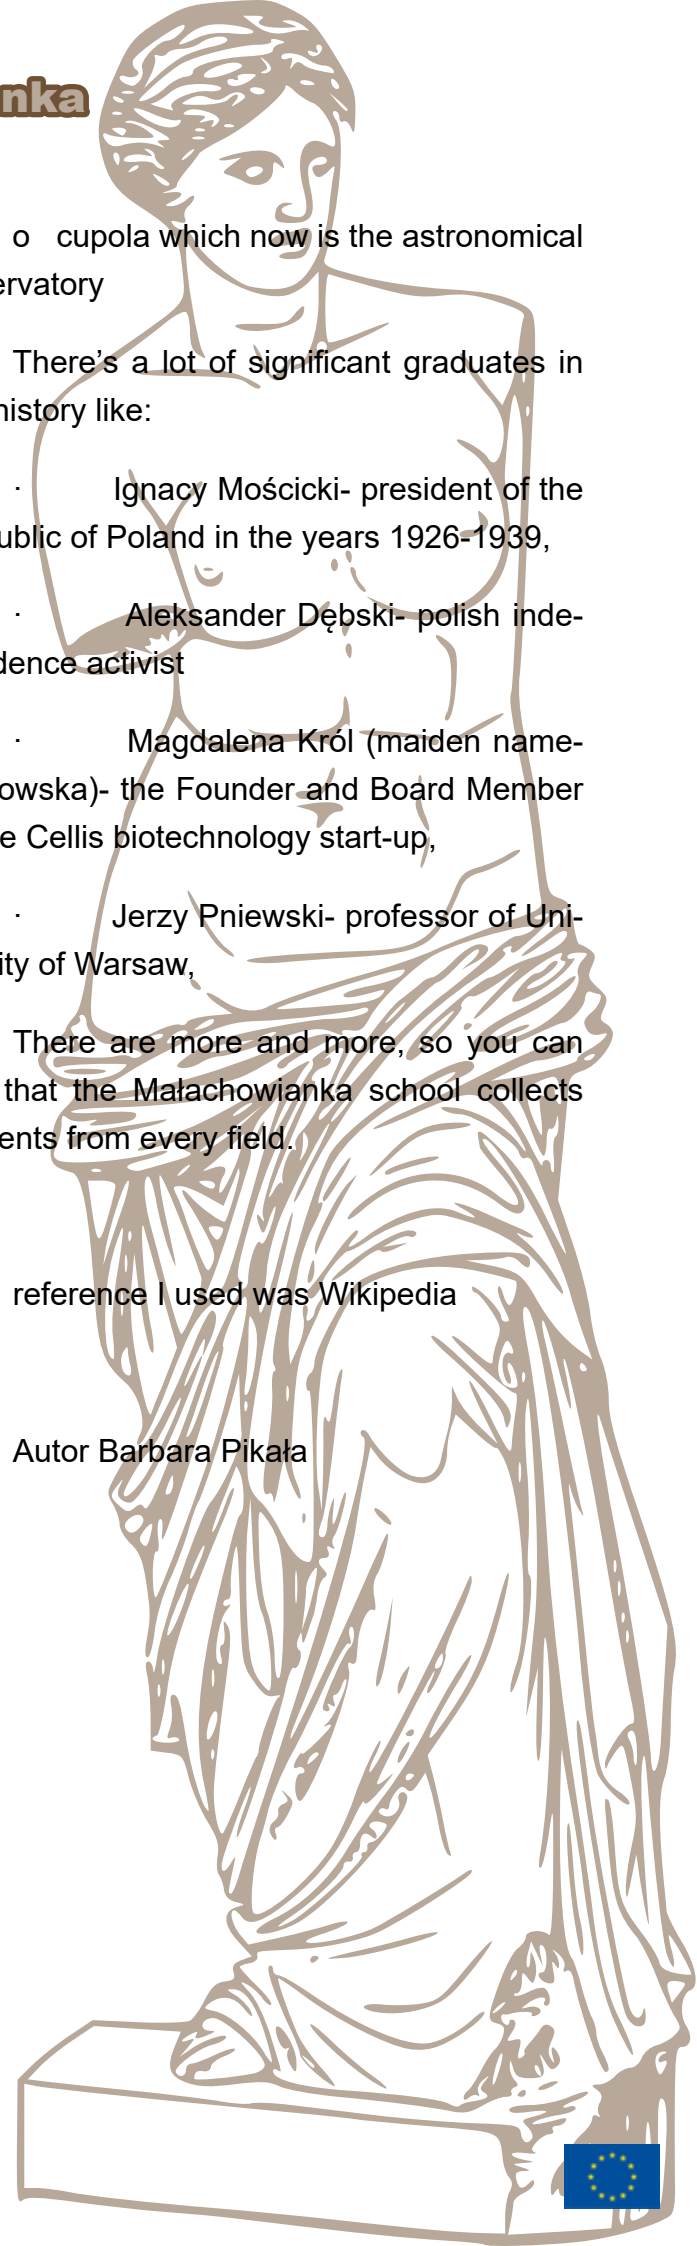 nka
o cupola which now is the astronomical
ervatory
There’s a lot of significant graduates in
history like:
· Ignacy Mościcki- president of the
ublic of Poland in the years 1926-1939,
· Aleksander Dębski- polish inde-
dence activist
· Magdalena Król (maiden name-
owska)- the Founder and Board Member
e Cellis biotechnology start-up,
· Jerzy Pniewski- professor of Uni-
ity of Warsaw,
There are more and more, so you can
that the Małachowianka school collects
ents from every field.
reference I used was Wikipedia
Autor Barbara Pikała